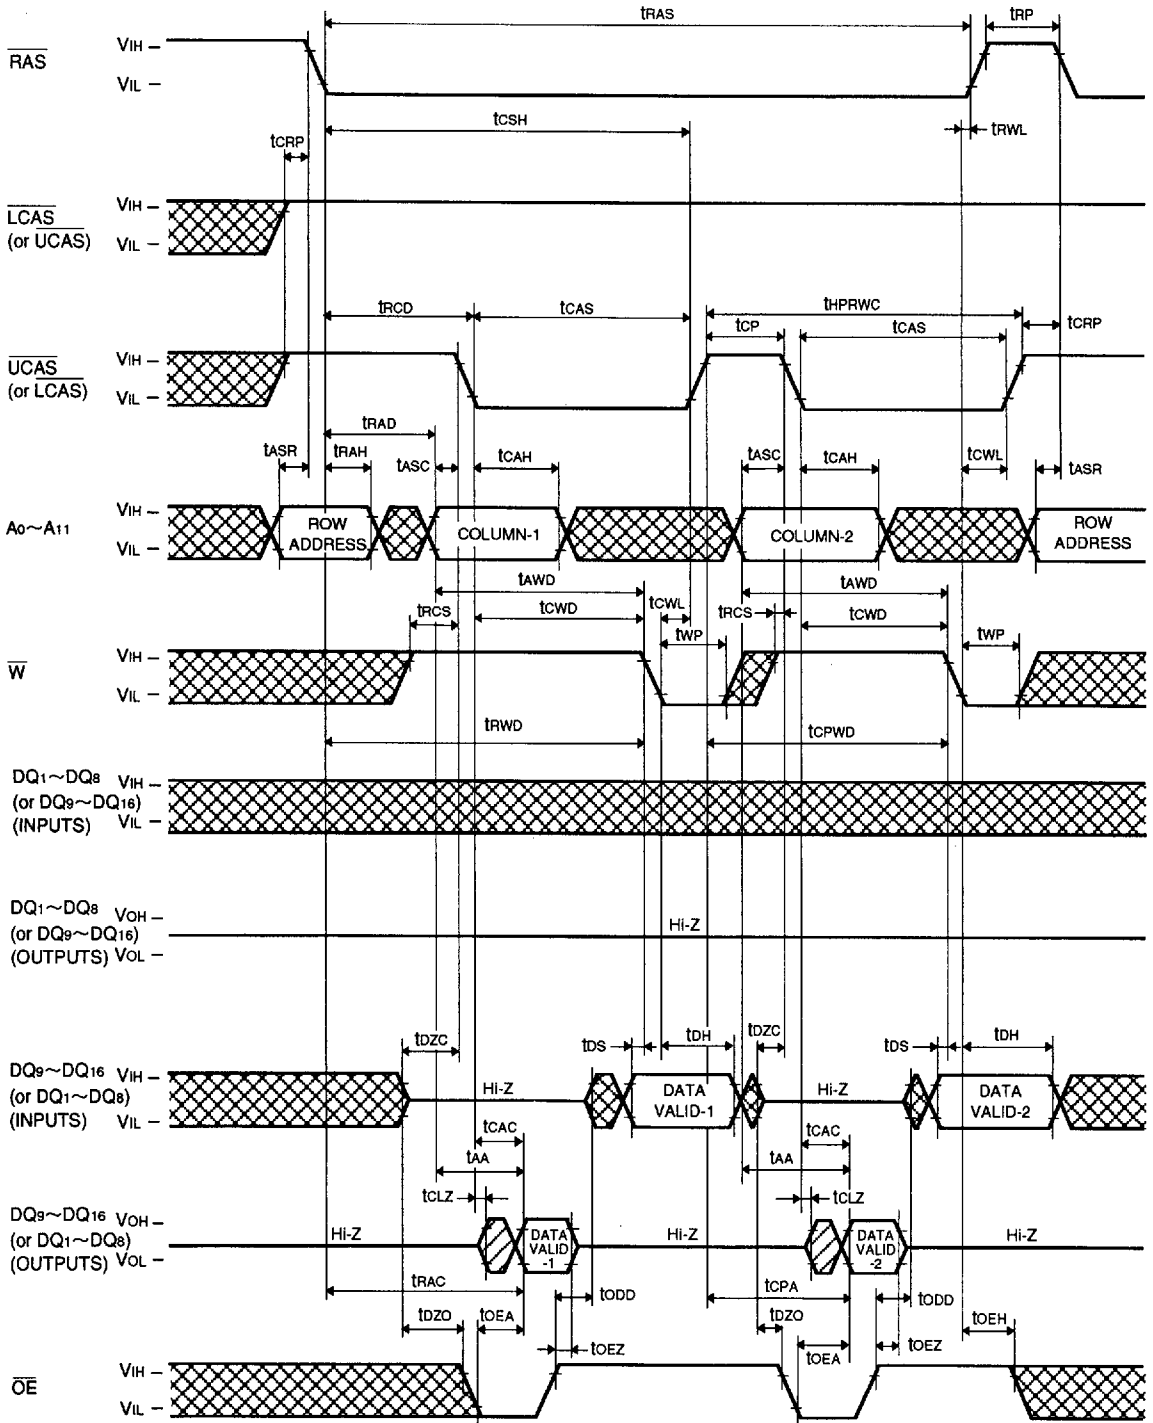 tRAS
tRP
RAS
VIH
VIL
tCSH
tRWL
tCRP
LCAS
(or UCAS)
VIH
VIL
tRCD
tCAS
tHPRWC
tCP
tCAS
tCRP
UCAS
(or LCAS)
VIH
VIL
tRAD
tASR
tRAH
tASC
tCAH
tASC
tCAH
tCWL
tASR
A0~A11
VIH
VIL
ROW ADDRESS
COLUMN-1
COLUMN-2
ROW ADDRESS
tAWD
tAWD
tRCS
tCWD
tCWL
tRCS
tCWD
tWP
tWP
W
VIH
VIL
tRWD
tCPWD
DQ1~DQ8
(or DQ9~DQ16)
(INPUTS)
VIH
VIL
DQ1~DQ8
(or DQ9~DQ16)
(OUTPUTS)
VOH
VOL
Hi-Z
tDZC
tDS
tDH
tDZC
tDS
tDH
DQ9~DQ16
(or DQ1~DQ8)
(INPUTS)
VIH
VIL
Hi-Z
DATA VALID-1
Hi-Z
DATA VALID-2
tCAC
tAA
tCLZ
tCAC
tAA
tCLZ
DQ9~DQ16
(or DQ1~DQ8)
(OUTPUTS)
VOH
VOL
Hi-Z
DATA VALID -1
Hi-Z
DATA VALID -2
Hi-Z
tRAC
tCPA
tODD
tODD
tDZO
tOEA
tDZO
tOEH
tOEZ
tOEA
tOEZ
OE
VIH
VIL